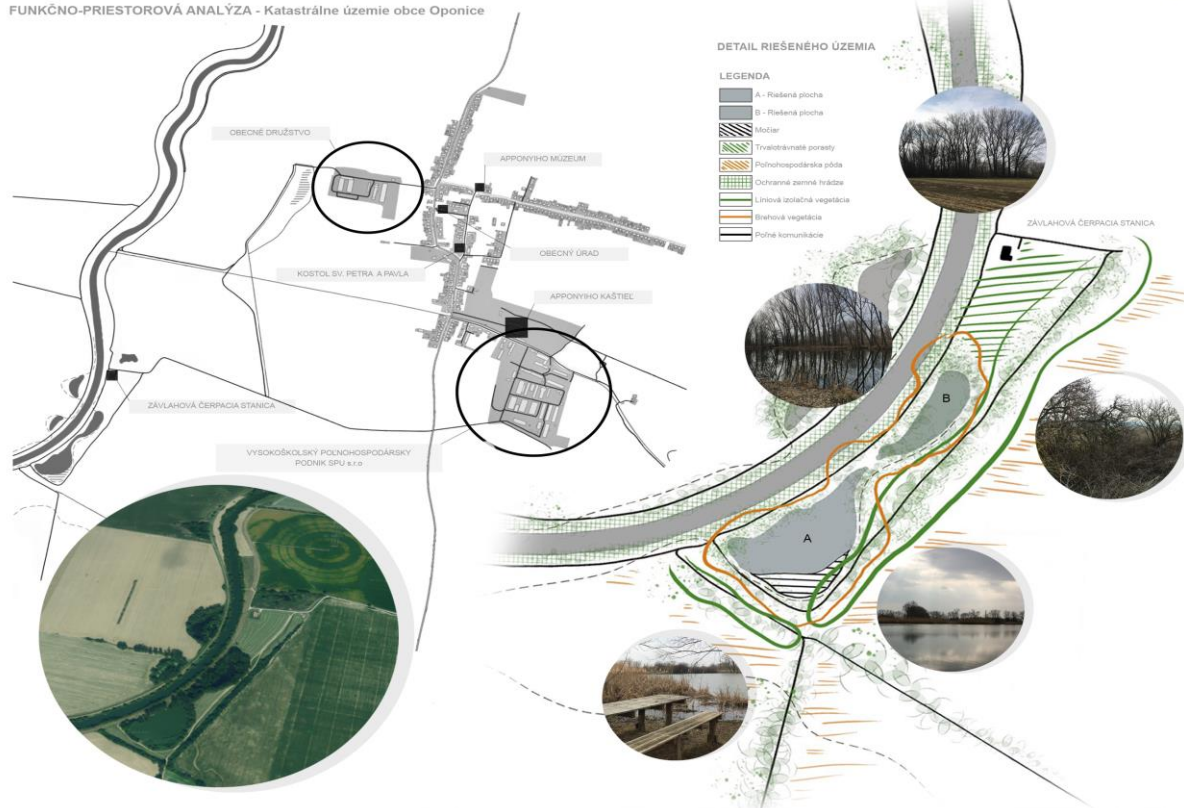 FUNKČNO-PRIESTOROVÁ ANALÝZA - Katastrálne územie obce Oponice
OBECNÉ DRUŽSTVO
APPONYIHO MÚZEUM
OBECNÝ ÚRAD
KOSTOL SV. PETRA A PAVLA
APPONYIHO KAŠTIEĽ
ZÁVLAHOVÁ ČERPACIA STANICA
VYSOKOŠKOLSKÝ POĽNOHOSPODÁRSKY
PODNIK SPU s.r.o
DETAIL RIEŠENÉHO ÚZEMIA
LEGENDA
A - Riešená plocha
B - Riešená plocha
Močiar
Trvalotrávnaté porasty
Poľnohospodárska pôda
Ochranné zemné hrádze
Líniová izolačná vegetácia
Brehová vegetácia
Poľné komunikácie
ZÁVLAHOVÁ ČERPACIA STANICA
B
A